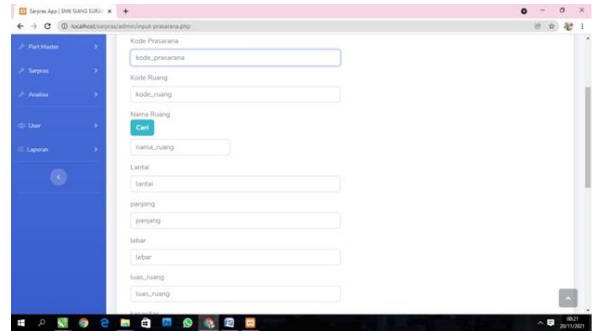 Sarpras App | SMK SIANG SURA
localhost/sarpras/admin/input-prasarana.php
Part Master
Sarpras
Analisa
User
Laporan
Kode Prasarana
kode_prasarana
Kode Ruang
kode_ruang
Nama Ruang
Cari
nama_ruang
Lantai
lantai
panjang
panjang
lebar
lebar
luas_ruang
luas_ruang
kapasitas
00.21
20/11/2021